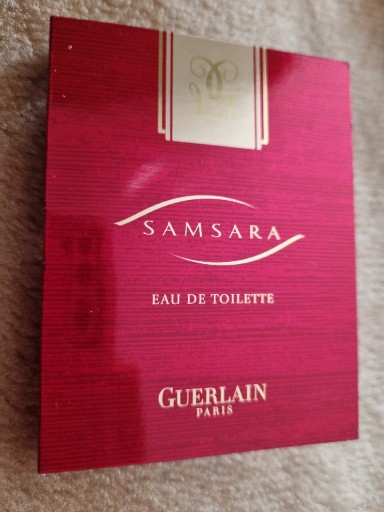 SAMSARA
EAU DE TOILETTE
GUERLAIN
PARIS